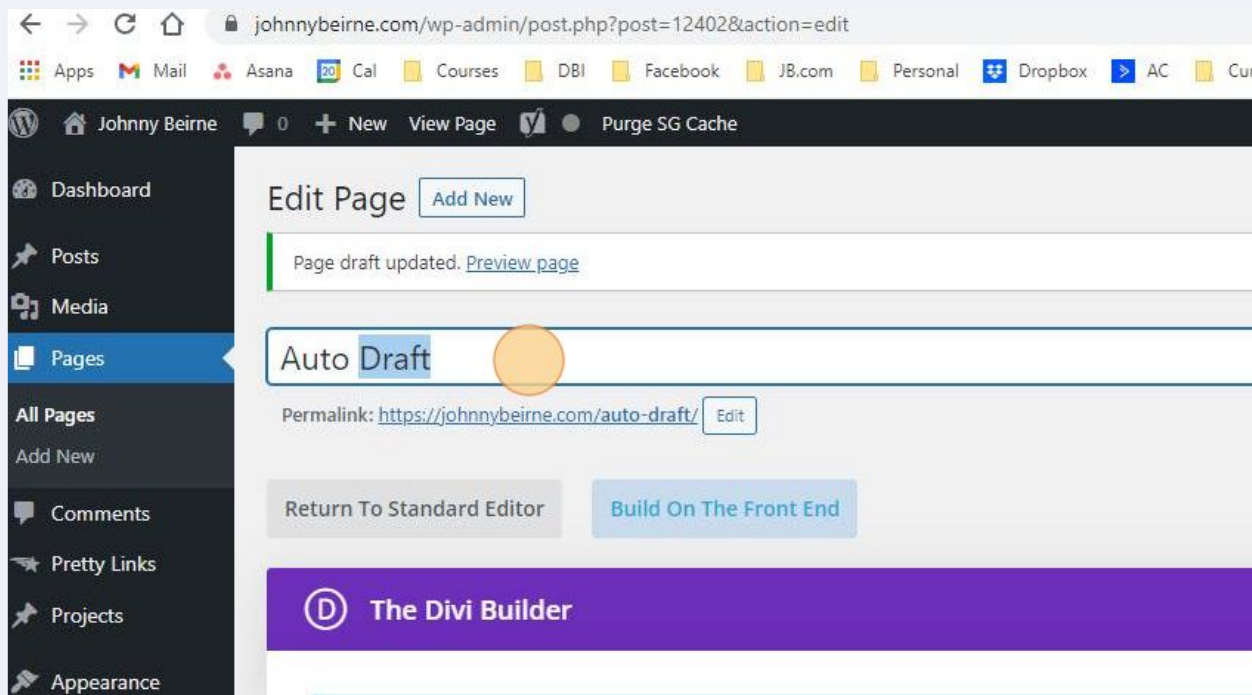 johnnybeirne.com/wp-admin/post.php?post=12402&action=edit
Apps Mail Asana 20 Cal Courses DBI Facebook JB.com Personal Dropbox AC
Johnny Beirne 0 New View Page Purge SG Cache
Dashboard
Posts
Media
Pages
All Pages
Add New
Comments
Pretty Links
Projects
Appearance
Edit Page Add New
Page draft updated. Preview page
Auto Draft
Permalink: https://johnnybeirne.com/auto-draft/ Edit
Return To Standard Editor Build On The Front End
D The Divi Builder